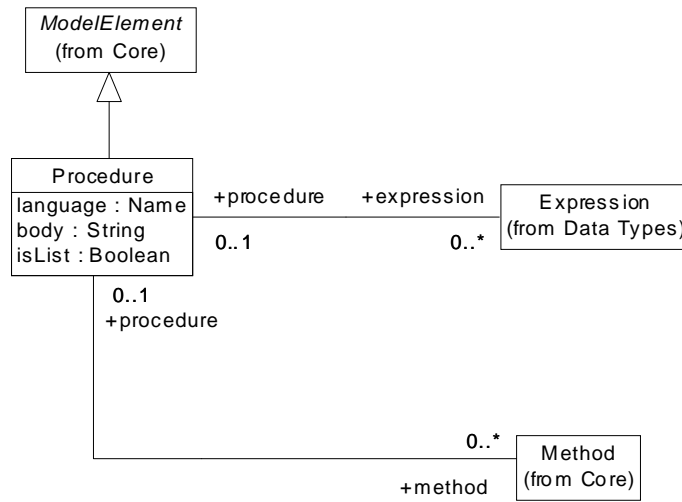 ModelElement
(from Core)
Procedure
language : Name
body : String
isList : Boolean
+procedure
+expression
0..1
0..*
Expression
(from Data Types)
0..1
+procedure
0..*
+method
Method
(from Core)